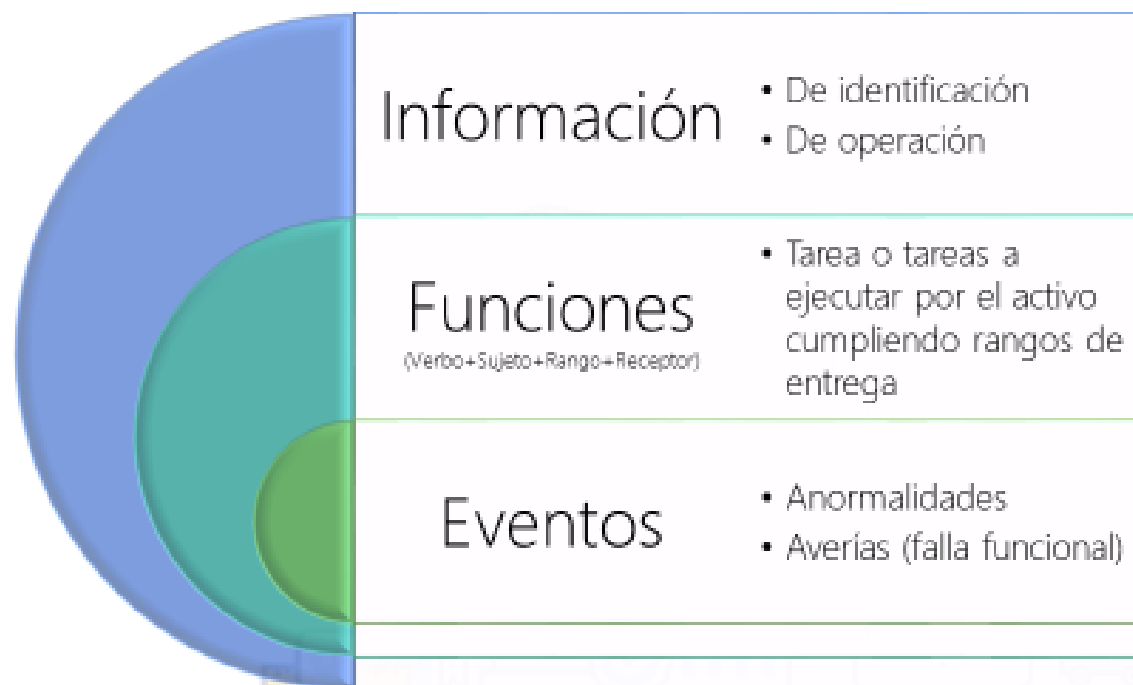 Información
• De identificación
• De operación
Funciones
(Verbo+Sujeto+Rango+Receptor)
• Tarea o tareas a
ejecutar por el activo
cumpliendo rangos de
entrega
Eventos
• Anormalidades
• Averías (falla funcional)